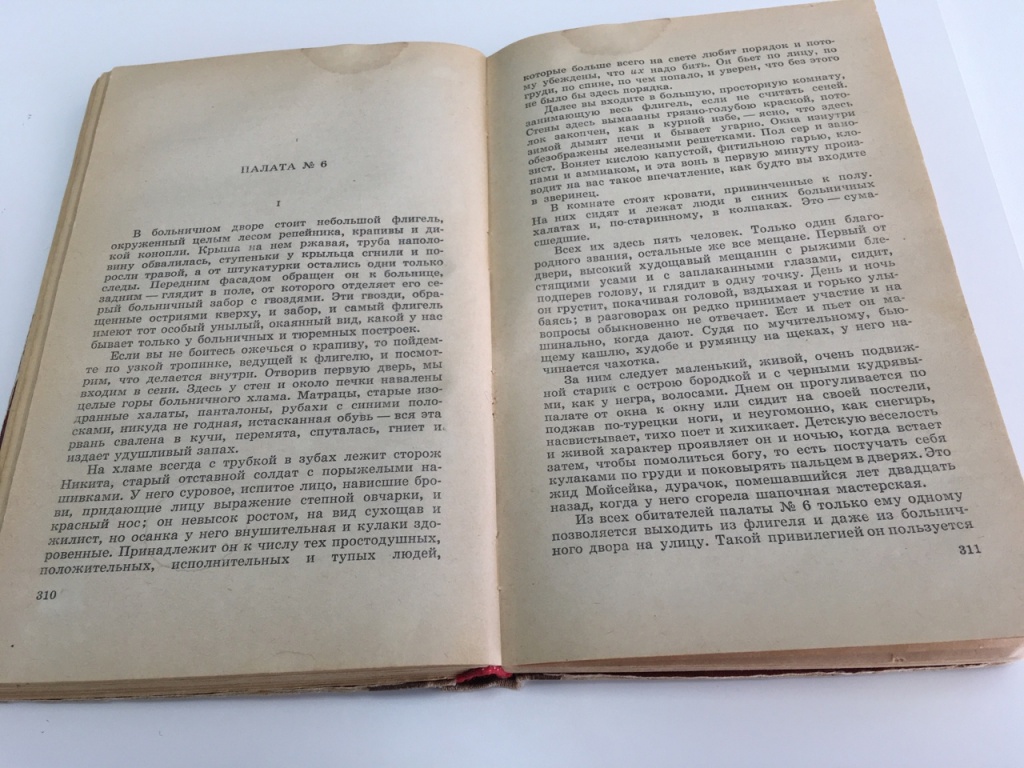 ПАЛАТА № 6
I
В больничном дворе стоит небольшой флигель,
окруженный целым лесом репейника, крапивы и ди-
кой конопли. Крыша на нем ржавая, труба наполо-
вину обвалилась, ступеньки у крыльца сгнили и по-
росли травой, а от штукатурки остались одни только
следы. Передним фасадом обращен он к больнице,
задним — глядит в поле, от которого отделяет его се-
рый больничный забор с гвоздями. Эти гвозди, обра-
щенные остриями кверху, и забор, и самый флигель
имеют тот особый унылый, окаянный вид, какой у нас
бывает только у больничных и тюремных построек.
Если вы не боитесь ожечься о крапиву, то пойдем-
те по узкой тропинке, ведущей к флигелю, и посмот-
рим, что делается внутри. Отворив первую дверь, мы
входим в сени. Здесь у стен и около печки навалены
целые горы больничного хлама. Матрацы, старые изо-
дранные халаты, панталоны, рубахи с синими поло-
сками, никуда не годная, истасканная обувь — вся эта
рвань свалена в кучи, перемята, спуталась, гниет и
издает удушливый запах.
На хламе всегда с трубкой в зубах лежит сторож
Никита, старый отставной солдат с порыжелыми на-
шивками. У него суровое, испитое лицо, нависшие бро-
ви, придающие лицу выражение степной овчарки, и
красный нос; он невысок ростом, на вид сухощав и
жилист, но осанка у него внушительная и кулаки здо-
ровенные. Принадлежит он к числу тех простодушных,
положительных, исполнительных и тупых людей,
310
которые больше всего на свете любят порядок и пото-
му убеждены, что их надо бить. Он бьет по лицу, по
груди, по спине, по чем попало, и уверен, что без этого
не было бы здесь порядка.
Далее вы входите в большую, просторную комнату,
занимающую весь флигель, если не считать сеней.
Стены здесь вымазаны грязно-голубою краской, пото-
лок закопчен, как в курной избе, — ясно, что здесь
зимой дымят печи и бывает угарно. Окна изнутри
обезображены железными решетками. Пол сер и зано-
зист. Воняет кислою капустой, фитильною гарью, кло-
пами и аммиаком, и эта вонь в первую минуту произ-
водит на вас такое впечатление, как будто вы входите
в зверинец.
В комнате стоят кровати, привинченные к полу.
На них сидят и лежат люди в синих больничных
халатах и, по-старинному, в колпаках. Это — сума-
сшедшие.
Всех их здесь пять человек. Только один благо-
родного звания, остальные же все мещане. Первый от
двери, высокий худощавый мещанин с рыжими бле-
стящими усами и с заплаканными глазами, сидит,
подперев голову, и глядит в одну точку. День и ночь
он грустит, покачивая головой, вздыхая и горько улы-
баясь; в разговорах он редко принимает участие и на
вопросы обыкновенно не отвечает. Ест и пьет он ма-
шинально, когда дают. Судя по мучительному, бью-
щему кашлю, худобе и румянцу на щеках, у него на-
чинается чахотка.
За ним следует маленький, живой, очень подвиж-
ной старик с острою бородкой и с черными кудрявы-
ми, как у негра, волосами. Днем он прогуливается по
палате от окна к окну или сидит на своей постели,
поджав по-турецки ноги, и неугомонно, как снегирь,
насвистывает, тихо поет и хихикает. Детскую веселость
и живой характер проявляет он и ночью, когда встает
затем, чтобы помолиться богу, то есть постучать себя
кулаками по груди и поковырять пальцем в дверях. Это
жид Мойсейка, дурачок, помешавшийся лет двадцать
назад, когда у него сгорела шапочная мастерская.
Из всех обитателей палаты № 6 только ему одному
позволяется выходить из флигеля и даже из больнич-
ного двора на улицу. Такой привилегией он пользуется
311